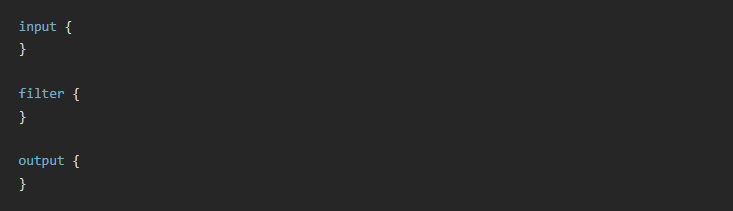 input {
}
filter {
}
output {
}